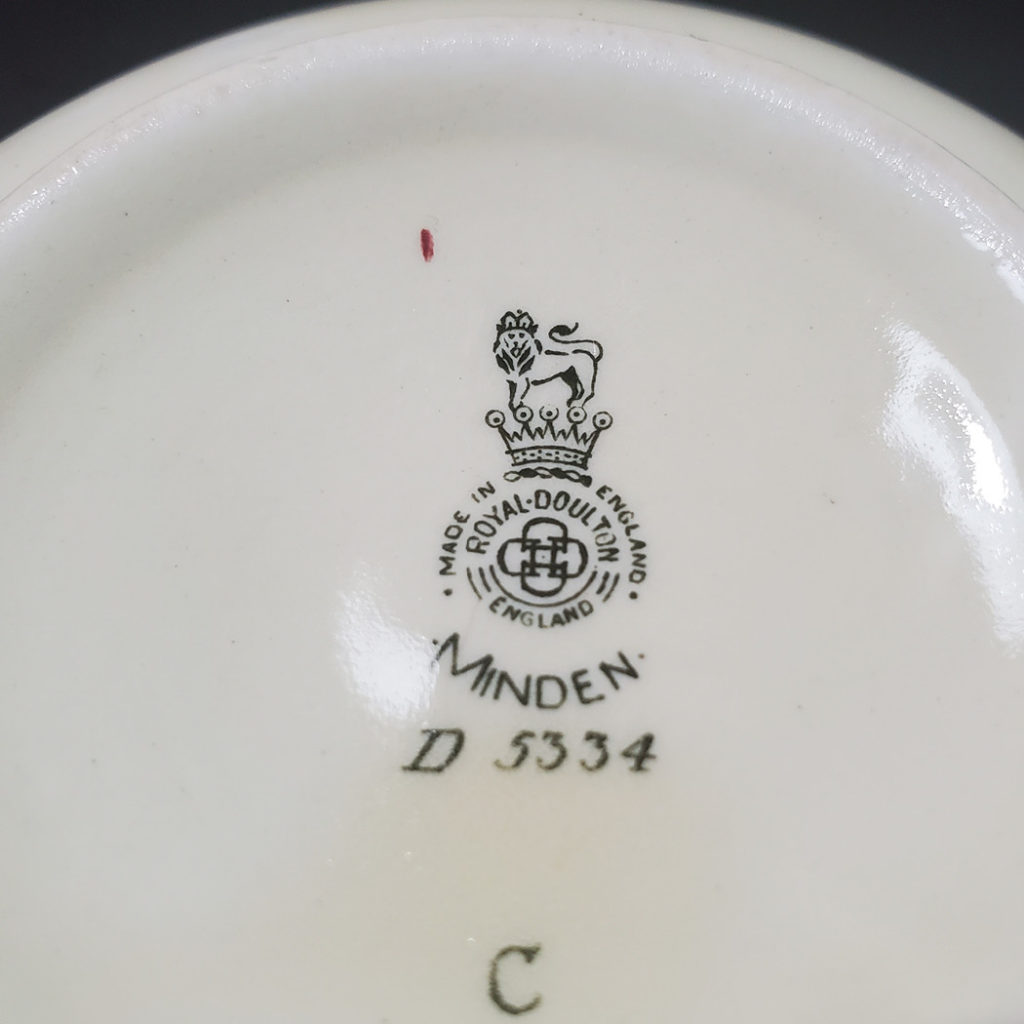 MADE IN ENGLAND
ROYAL·DOULTON
ENGLAND
·MINDEN·
D 5334
C